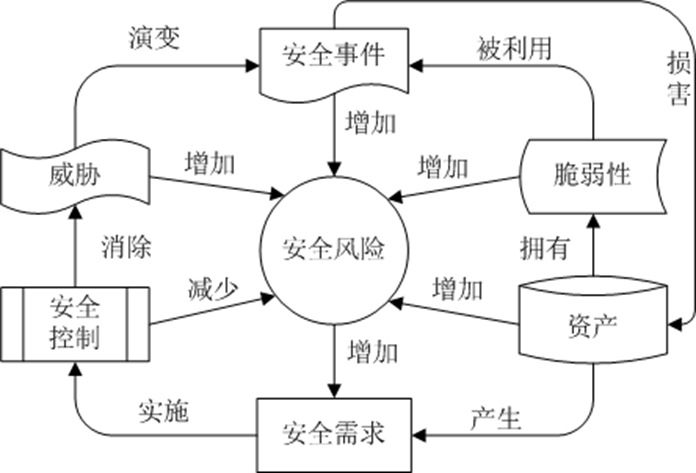 演变
安全事件
被利用
损
害
增加
威胁
增加
增加
脆弱性
消除
安全风险
拥有
安全
控制
减少
增加
资产
增加
实施
安全需求
产生